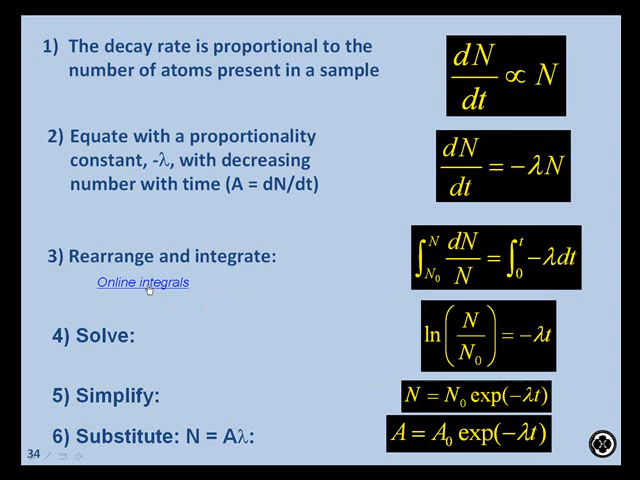 1) The decay rate is proportional to the
number of atoms present in a sample
dN/dt ∝ N
2) Equate with a proportionality
constant, -λ, with decreasing
number with time (A = dN/dt)
dN/dt = −λN
3) Rearrange and integrate:
∫_{N₀}^{N} dN/N = ∫_0^t −λdt
Online integrals
4) Solve:
ln(N/N₀) = −λt
5) Simplify:
N = N₀ exp(−λt)
6) Substitute: N = Aλ:
A = A₀ exp(−λt)
34